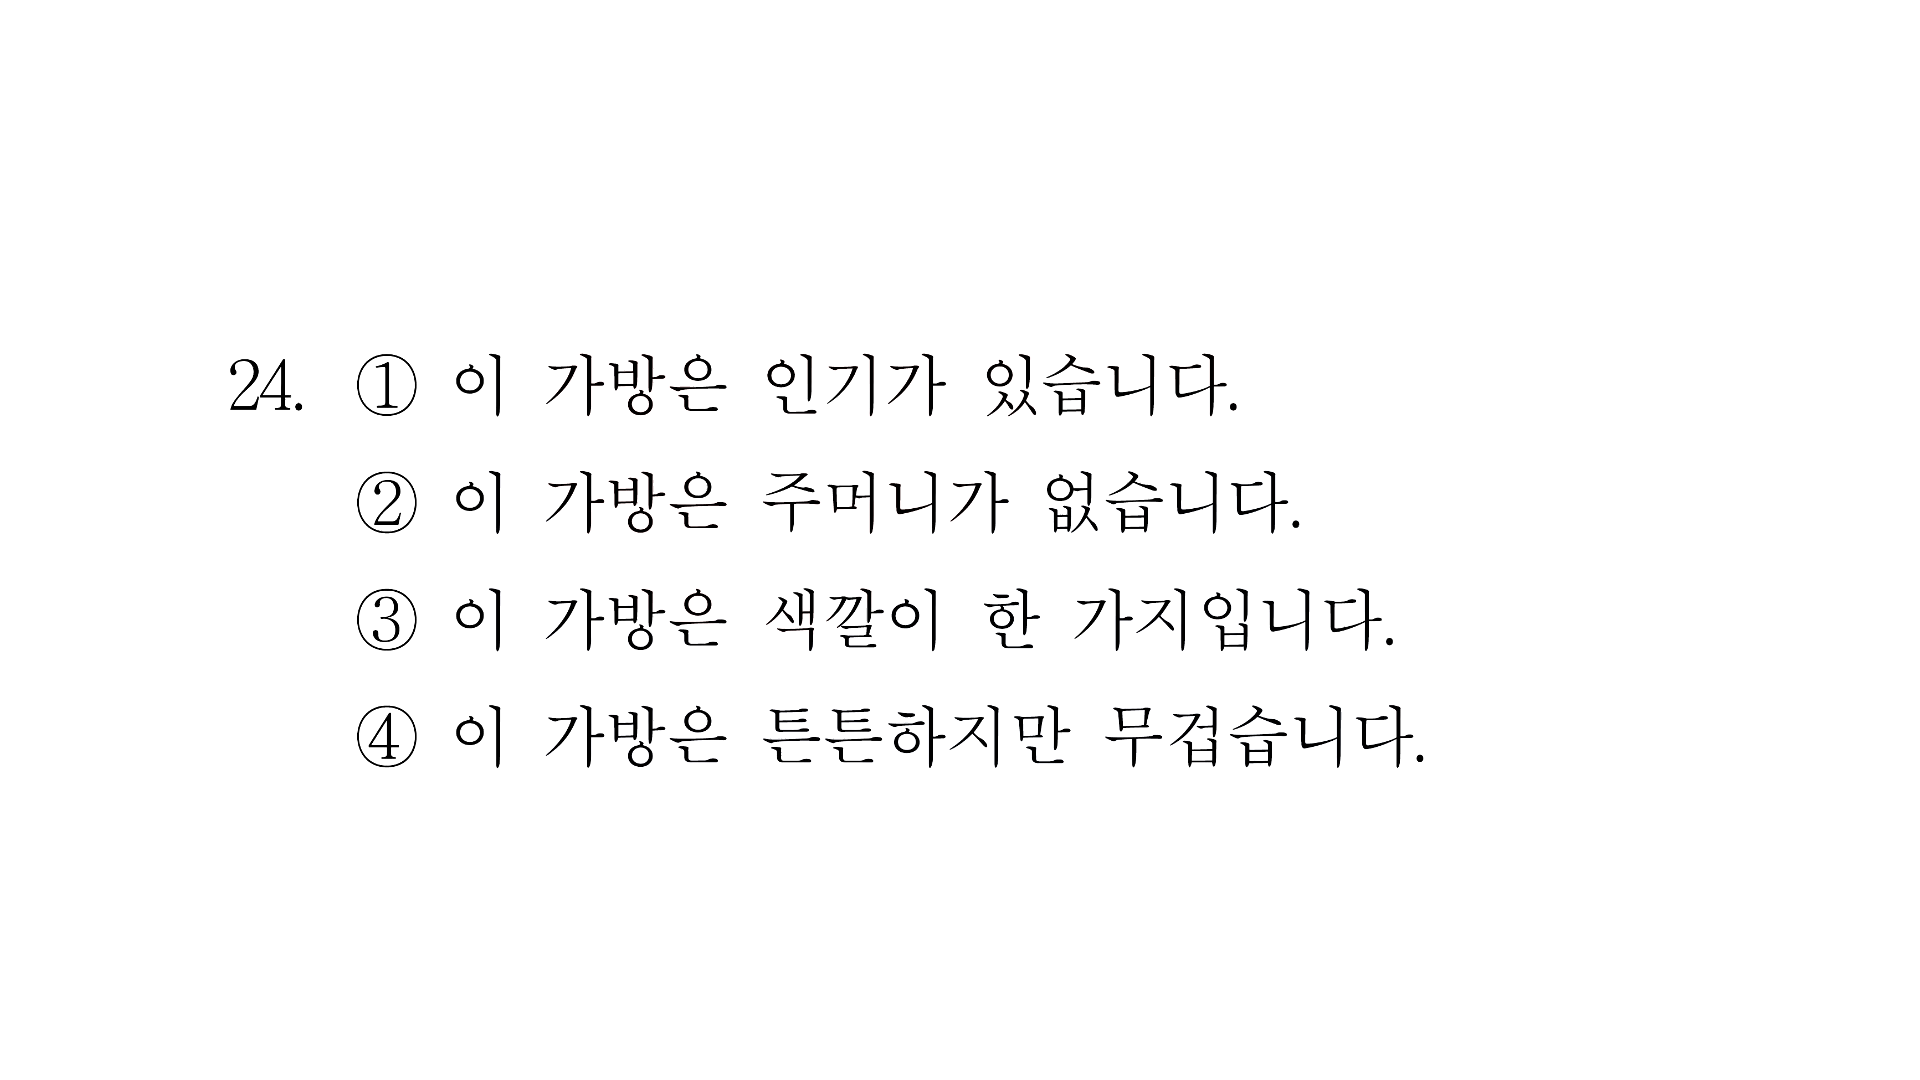 24. ① 이 가방은 인기가 있습니다.
② 이 가방은 주머니가 없습니다.
③ 이 가방은 색깔이 한 가지입니다.
④ 이 가방은 튼튼하지만 무겁습니다.